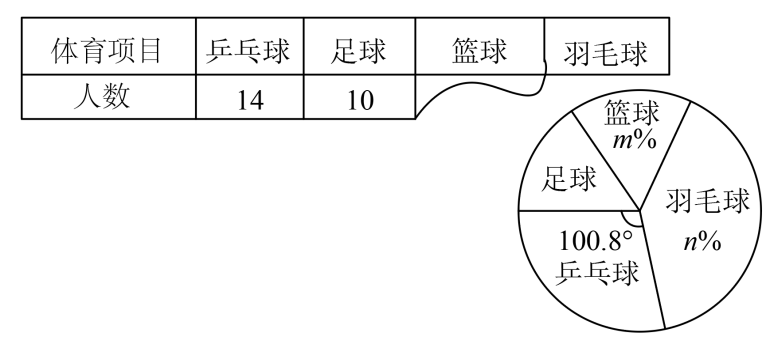 体育项目 乒乓球 足球 篮球 羽毛球
人数 14 10
篮球
m%
足球
羽毛球
n%
100.8°
乒乓球